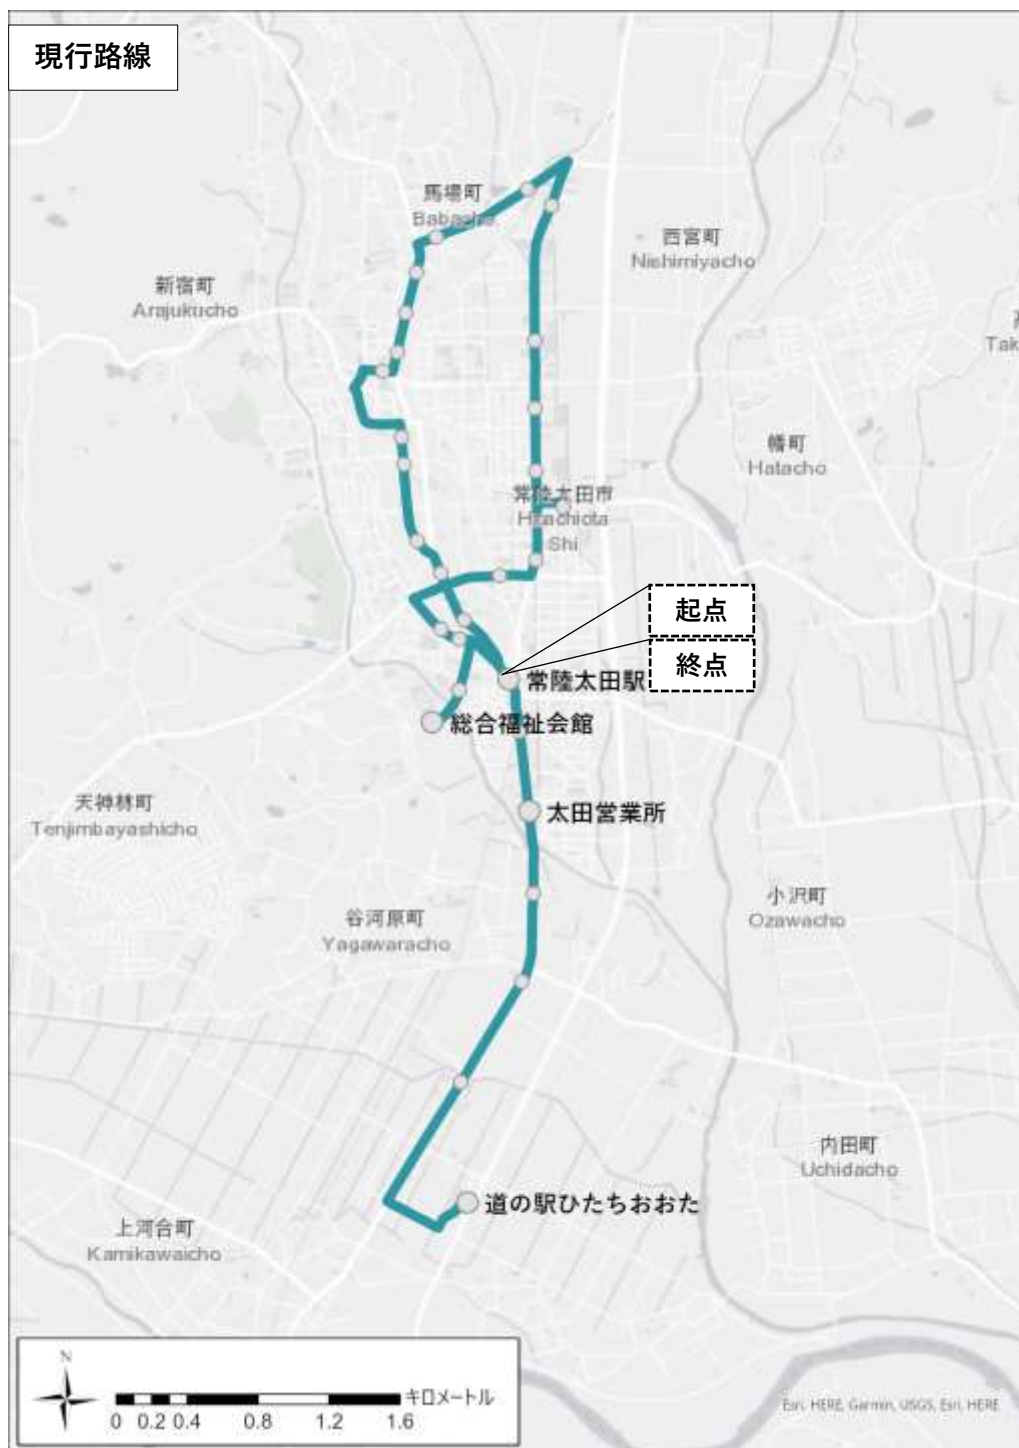 現行路線
馬場町
Babacho
西宮町
Nishimiyacho
新宿町
Arajukucho
Tak
幡町
Hatacho
常陸太田市
Hitachiota
Shi
起点
終点
常陸太田駅
総合福祉会館
天神林町
Tenjimbayashicho
太田営業所
小沢町
Ozawacho
谷河原町
Yagawaracho
内田町
Uchidacho
道の駅ひたちおおた
上河合町
Kamikawaicho
N
キロメートル
0 0.2 0.4 0.8 1.2 1.6
Esri, HERE, Garmin, USGS, Esri, HERE